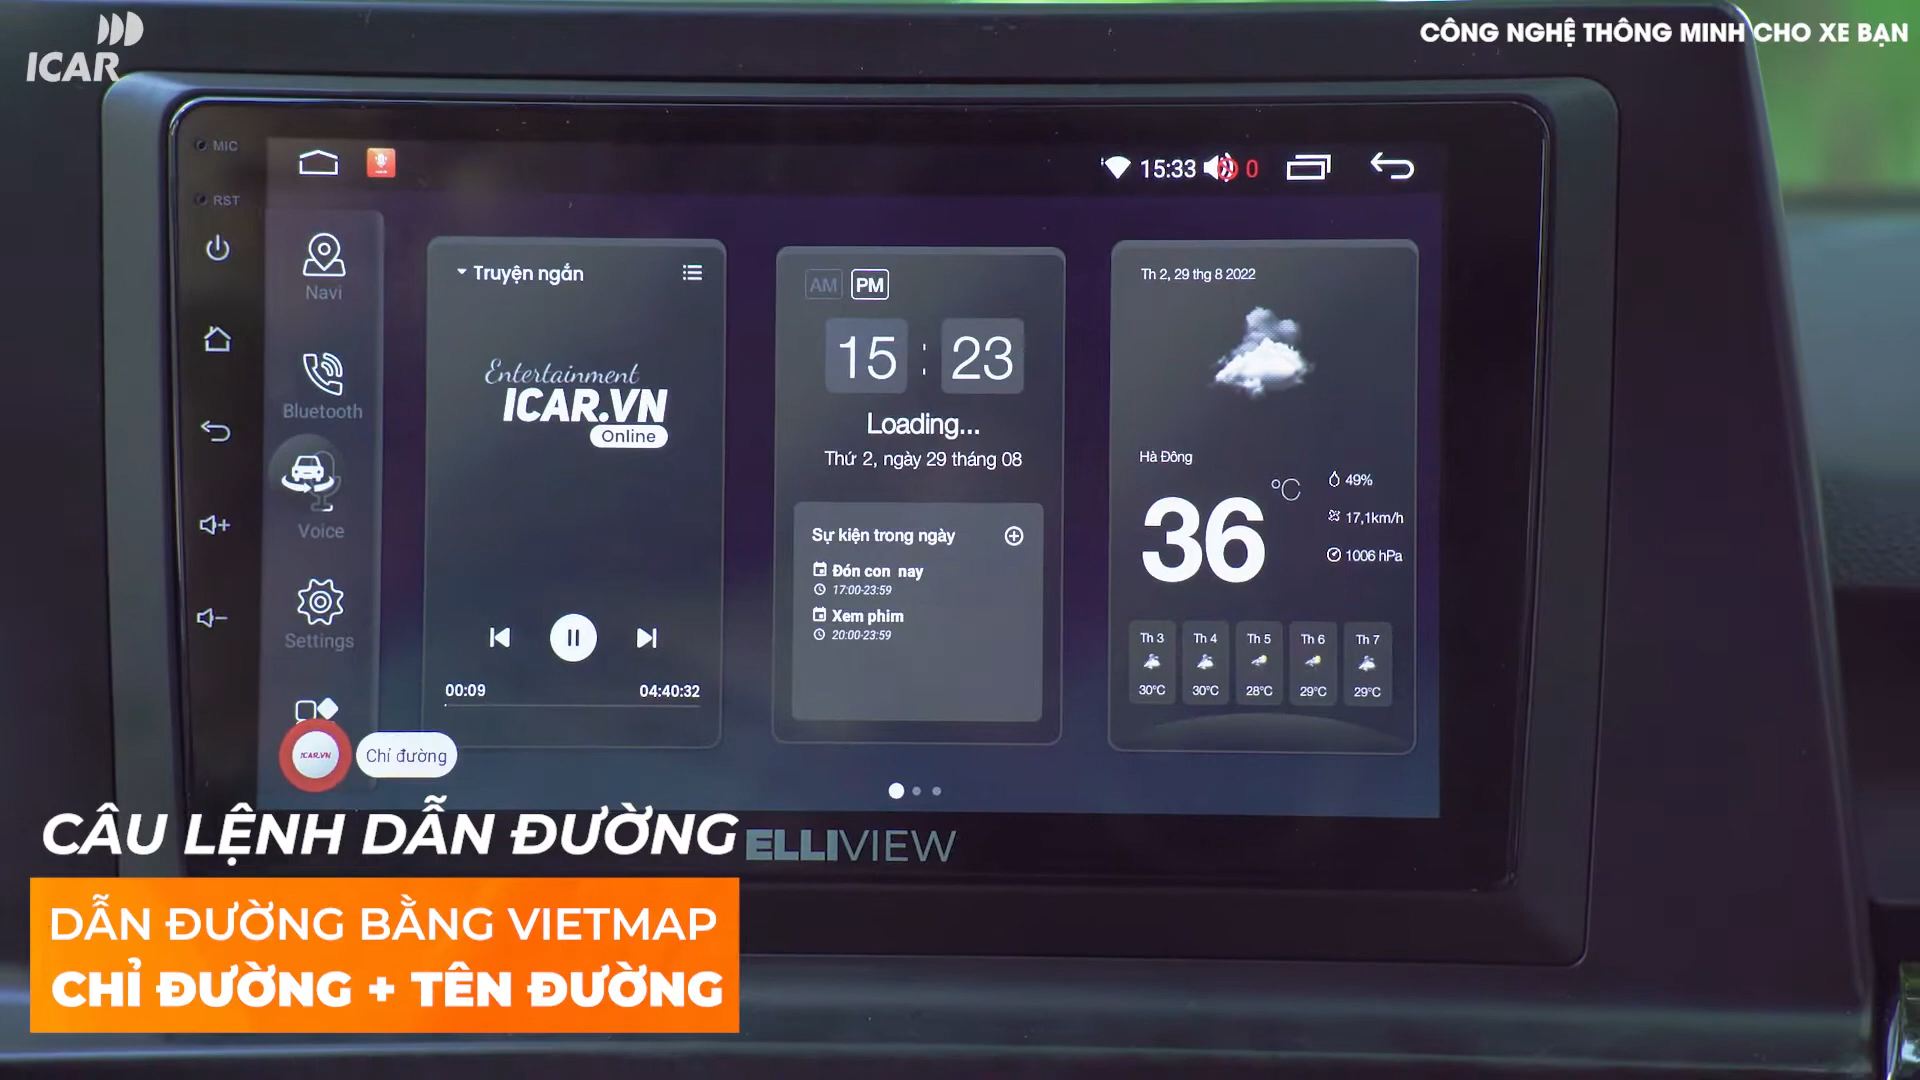 ICAR
CÔNG NGHỆ THÔNG MINH CHO XE BẠN
MIC
RST
15:33
0
Navi
Bluetooth
Voice
Settings
Truyện ngắn
Entertainment
ICAR.VN
Online
00:09
04:40:32
AM
PM
15 : 23
Loading...
Thứ 2, ngày 29 tháng 08
Sự kiện trong ngày
Đón con nay
17:00-23:59
Xem phim
20:00-23:59
Th 2, 29 thg 8 2022
Hà Đông
36 °C
49%
17,1km/h
1006 hPa
Th 3
Th 4
Th 5
Th 6
Th 7
30°C
30°C
28°C
29°C
29°C
ICAR.VN
Chỉ đường
ELLIVIEW
CÂU LỆNH DẪN ĐƯỜNG
DẪN ĐƯỜNG BẰNG VIETMAP
CHỈ ĐƯỜNG + TÊN ĐƯỜNG